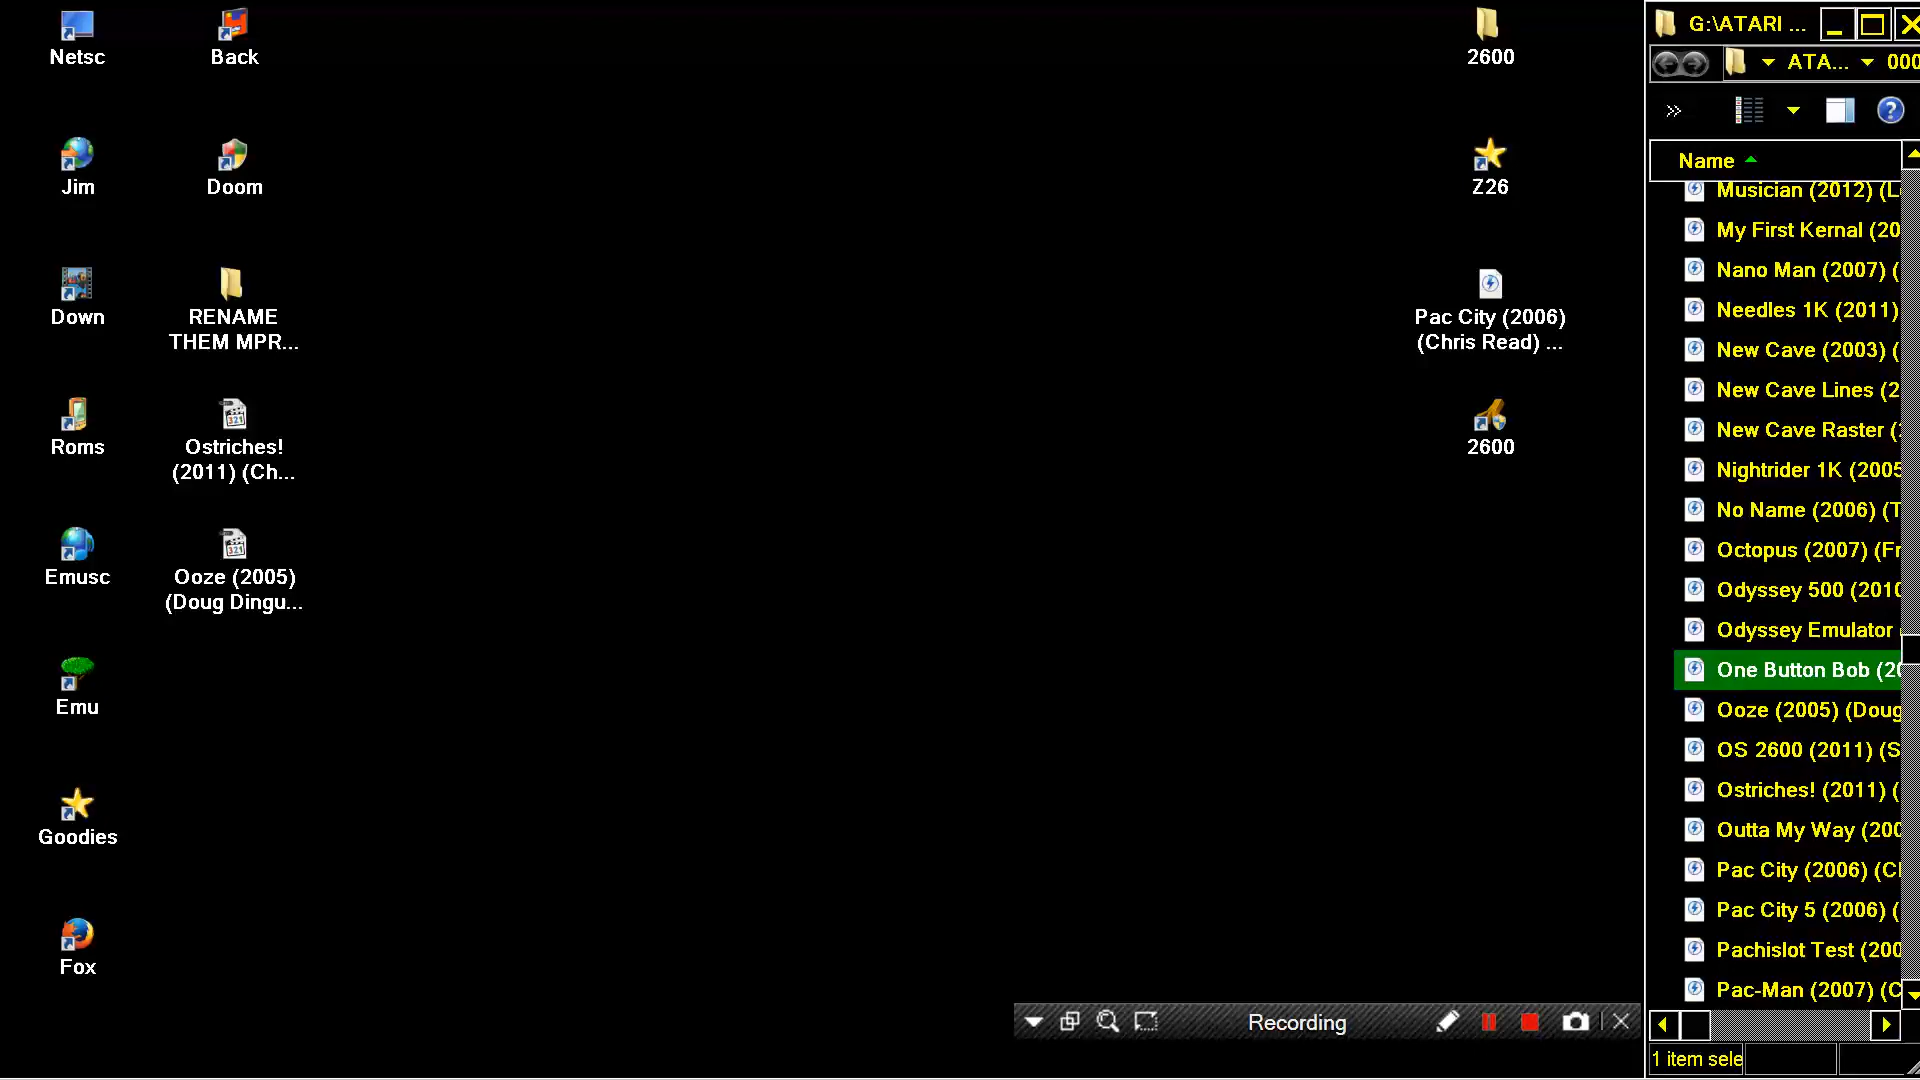 Netsc
Back
2600
Jim
Doom
Z26
Down
RENAME
THEM MPR...
Pac City (2006)
(Chris Read) ...
Roms
Ostriches!
(2011) (Ch...
2600
Emusc
Ooze (2005)
(Doug Dingu...
Emu
Goodies
Fox
Recording
G:\ATARI ...
ATA... 000
Name
Musician (2012) (L
My First Kernal (20
Nano Man (2007) (
Needles 1K (2011)
New Cave (2003) (
New Cave Lines (2
New Cave Raster (
Nightrider 1K (2005
No Name (2006) (T
Octopus (2007) (Fr
Odyssey 500 (2010
Odyssey Emulator
One Button Bob (20
Ooze (2005) (Doug
OS 2600 (2011) (S
Ostriches! (2011) (
Outta My Way (200
Pac City (2006) (C
Pac City 5 (2006) (
Pachislot Test (200
Pac-Man (2007) (C
1 item sele